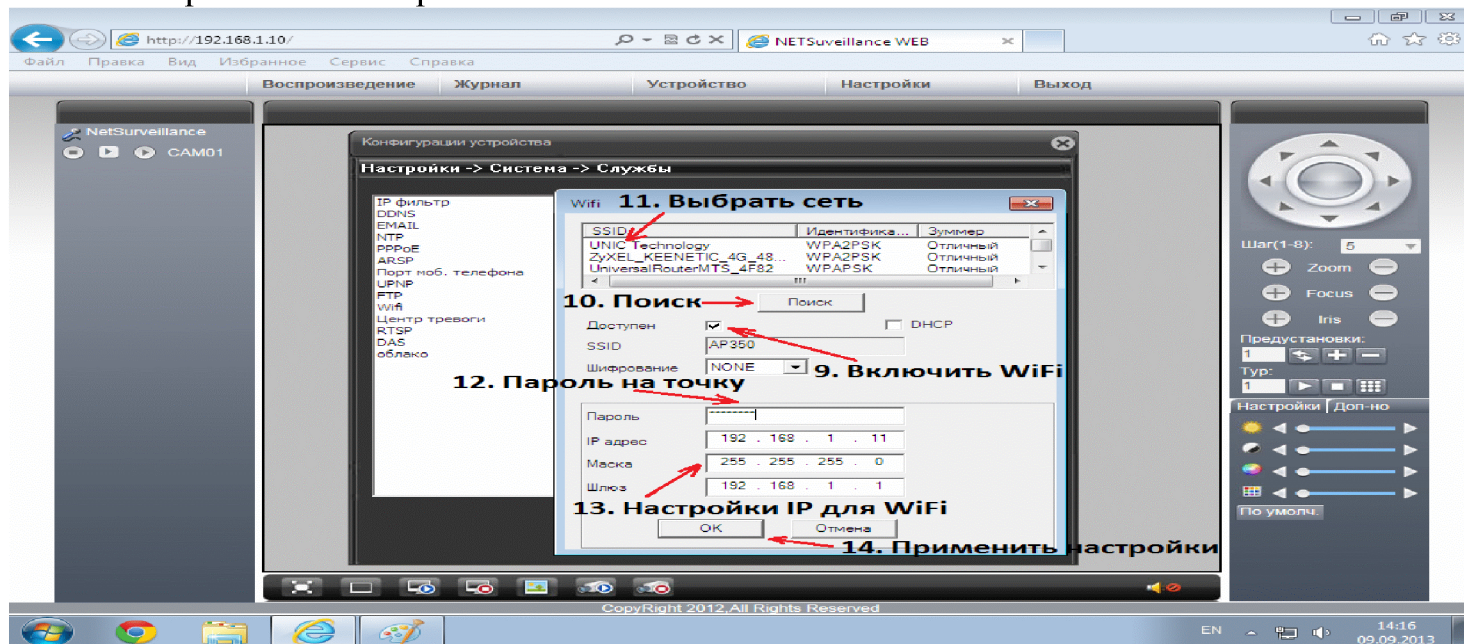 http://192.168.1.10/
NETSuveillance WEB
Файл Правка Вид Избранное Сервис Справка
Воспроизведение Журнал Устройство Настройки Выход
NetSurveillance
CAM01
Конфигурации устройства
Настройки -> Система -> Службы
IP фильтр
DDNS
EMAIL
NTP
PPPoE
ARSP
Порт моб. телефона
UPNP
FTP
Wifi
Центр тревоги
RTSP
DAS
облако
Wifi
11. Выбрать сеть
SSID Идентифика... Зуммер
UNIC Technology WPA2PSK Отличный
ZyXEL_KEENETIC_4G_48... WPA2PSK Отличный
UniversalRouterMTS_4F82 WPAPSK Отличный
10. Поиск
Поиск
Доступен DHCP
SSID AP350
Шифрование NONE
9. Включить WiFi
12. Пароль на точку
Пароль
IP адрес 192 . 168 . 1 . 11
Маска 255 . 255 . 255 . 0
Шлюз 192 . 168 . 1 . 1
13. Настройки IP для WiFi
OK Отмена
14. Применить настройки
Шаг(1-8): 5
Zoom
Focus
Iris
Предустановки:
1
Тур:
1
Настройки Доп-но
По умолч.
CopyRight 2012,All Rights Reserved
EN
14:16
09.09.2013